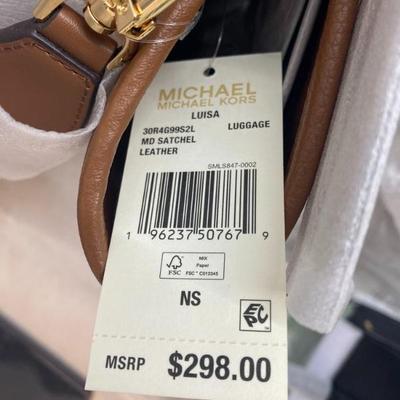 MICHAEL
MICHAEL KORS
LUISA
30R4G99S2L LUGGAGE
MD SATCHEL
LEATHER
SMLS847-0002
1 96237 50767 9
FSC
MIX
Paper
FSC® C012345
NS
EPC
MSRP $298.00